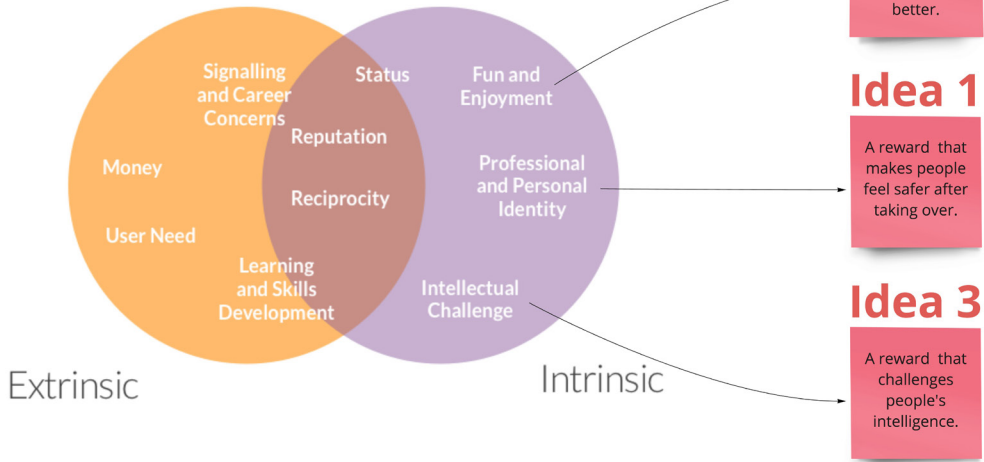 better.
Signalling
and Career
Concerns
Status
Fun and
Enjoyment
Reputation
Money
Professional
and Personal
Identity
Reciprocity
User Need
Learning
and Skills
Development
Intellectual
Challenge
Extrinsic
Intrinsic
Idea 1
A reward that
makes people
feel safer after
taking over.
Idea 3
A reward that
challenges
people's
intelligence.